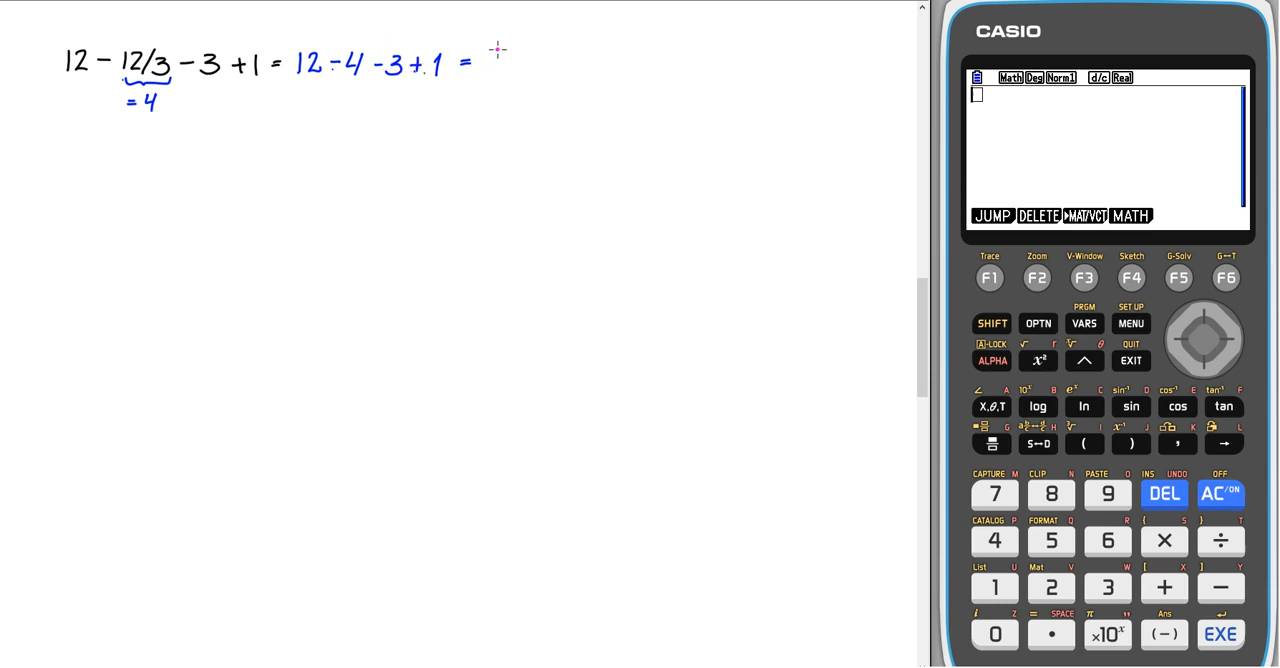 12 - 12/3 - 3 + 1 = 12 - 4 - 3 + 1 =
= 4
CASIO
Math Deg Norm1 d/c Real
JUMP DELETE ▶MAT/VCT MATH
Trace Zoom V-Window Sketch G-Solv G↔T
F1 F2 F3 F4 F5 F6
PRGM SET UP
SHIFT OPTN VARS MENU
A-LOCK √ r ˣ√ θ QUIT
ALPHA x² ^ EXIT
∠ A 10ˣ B eˣ C sin⁻¹ D cos⁻¹ E tan⁻¹ F
X,θ,T log ln sin cos tan
G H ³√ I x⁻¹ J K L
S↔D ( ) , →
CAPTURE M CLIP N PASTE O INS UNDO OFF
7 8 9 DEL AC/ON
CATALOG P FORMAT Q R { S } T
4 5 6 × ÷
List U Mat V W [ X ] Y
1 2 3 + −
i Z = SPACE π " Ans ↵
0 • ×10ˣ (−) EXE